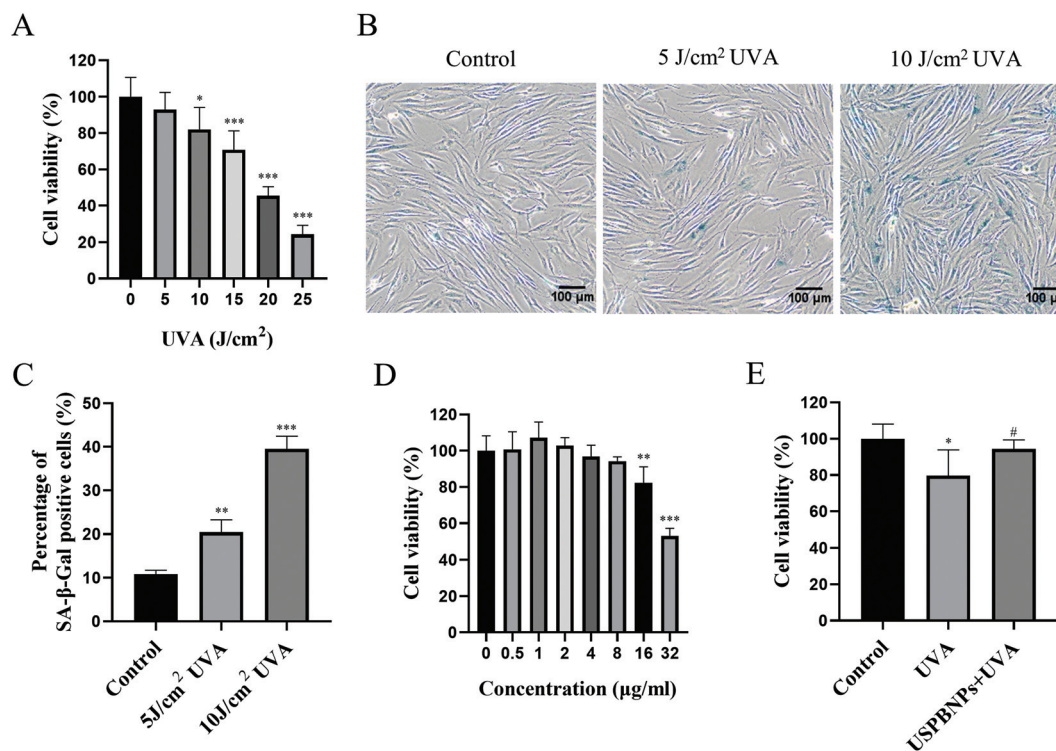 A
120
100
80
60
40
20
0
Cell viability (%)
*
***
***
***
0 5 10 15 20 25
UVA (J/cm²)
B
Control
5 J/cm² UVA
10 J/cm² UVA
100 µm
100 µm
100 µm
C
50
40
30
20
10
0
Percentage of
SA-β-Gal positive cells (%)
**
***
Control
5J/cm² UVA
10J/cm² UVA
D
120
100
80
60
40
20
0
Cell viability (%)
**
***
0 0.5 1 2 4 8 16 32
Concentration (µg/ml)
E
120
100
80
60
40
20
0
Cell viability (%)
*
#
Control
UVA
USPBNPs+UVA